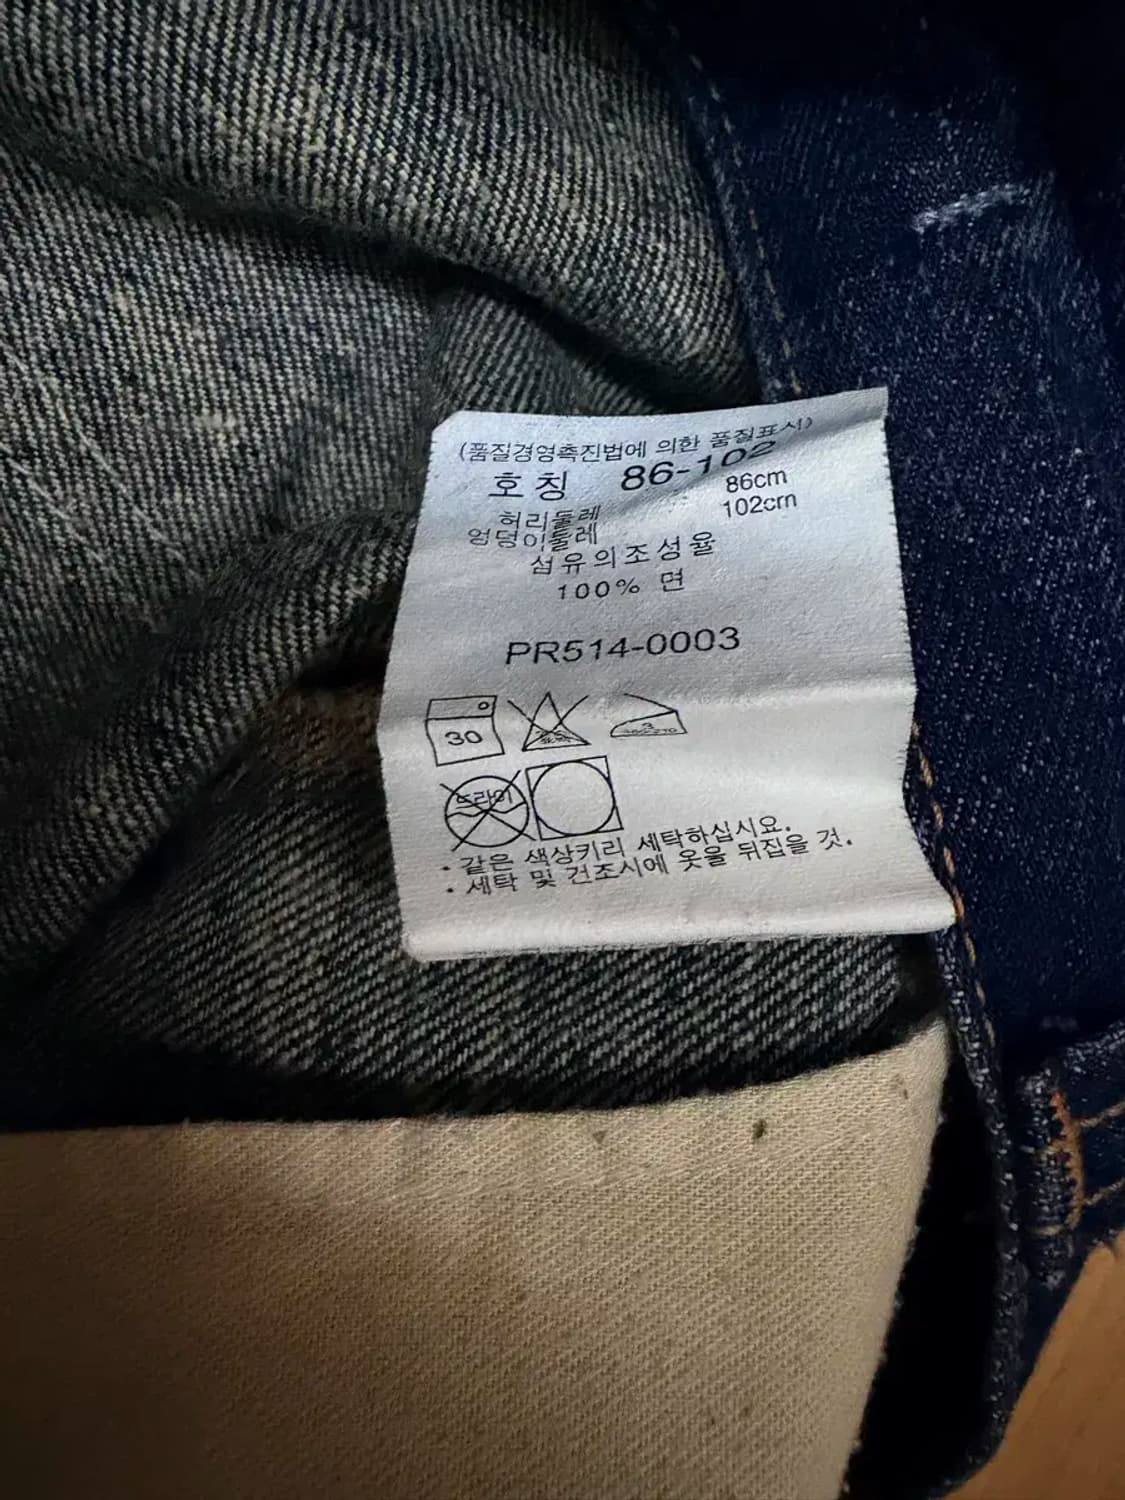 (품질경영촉진법에 의한 품질표시)
호칭 86-102
허리둘레 86cm
엉덩이둘레 102cm
섬유의조성율
100% 면
PR514-0003
30
3
드라이
· 같은 색상키리 세탁하십시요.
· 세탁 및 건조시에 옷을 뒤집을 것.